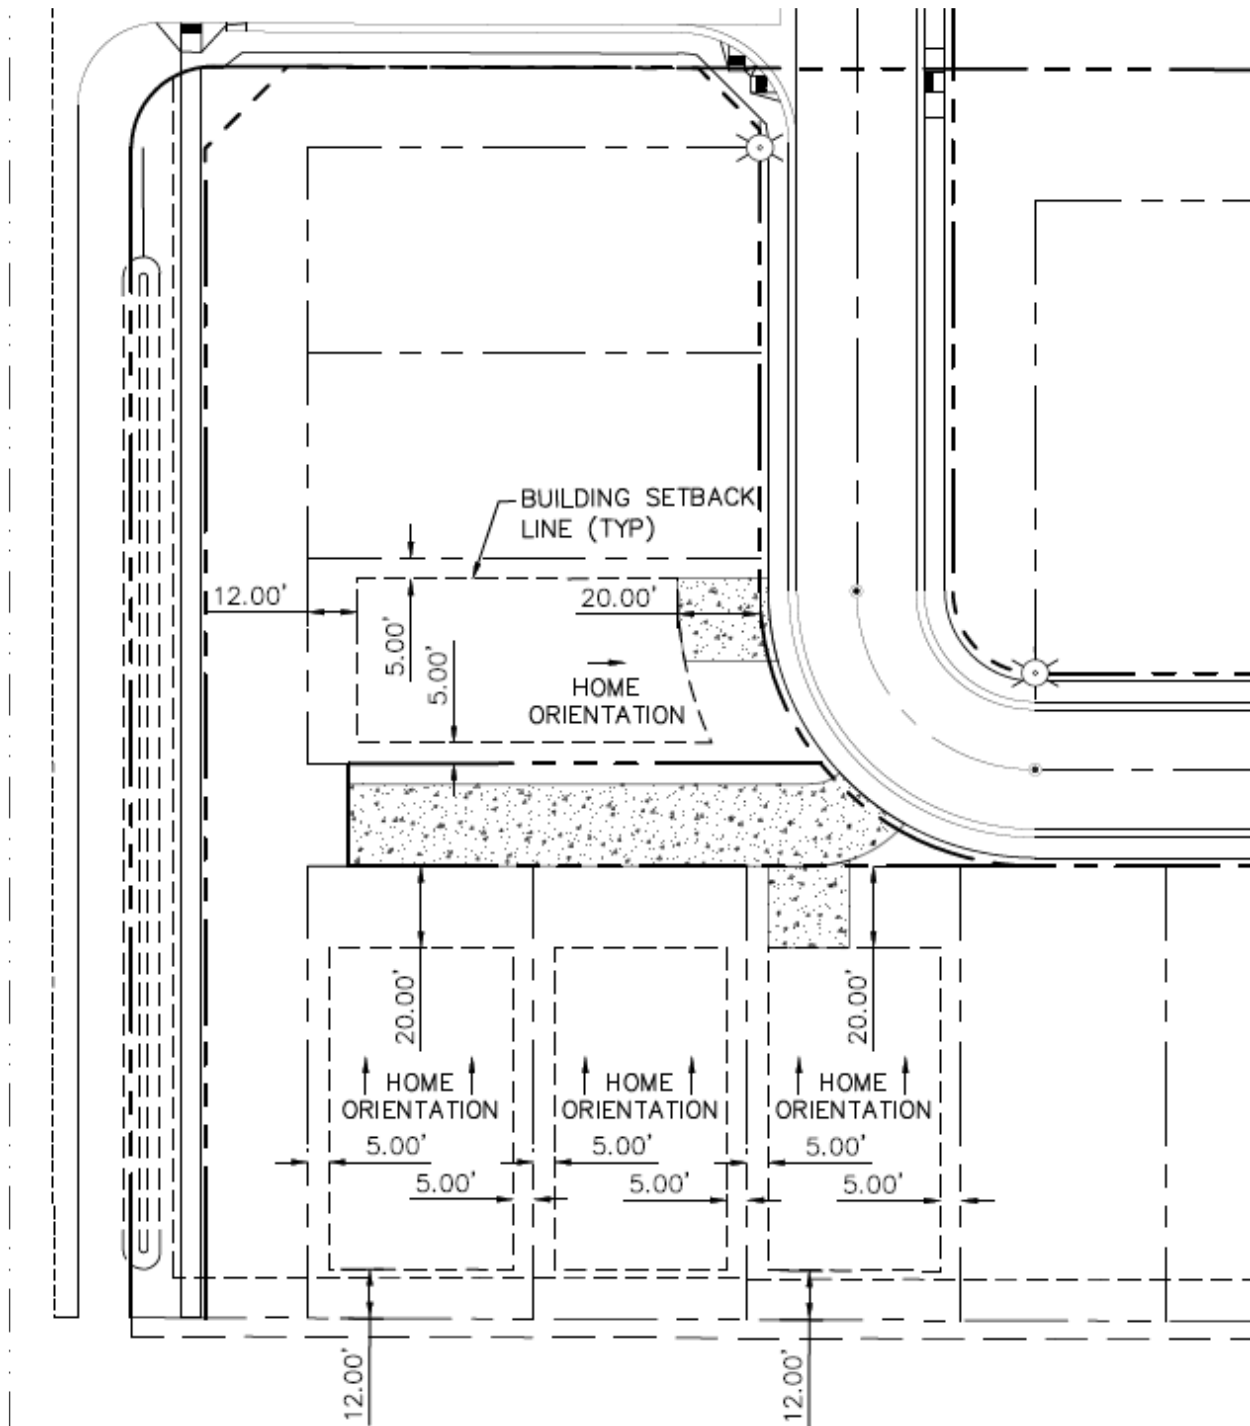 BUILDING SETBACK
LINE (TYP)
12.00'
20.00'
5.00'
5.00'
HOME
ORIENTATION
20.00'
20.00'
HOME
ORIENTATION
HOME
ORIENTATION
HOME
ORIENTATION
5.00'
5.00'
5.00'
5.00'
5.00'
5.00'
12.00'
12.00'